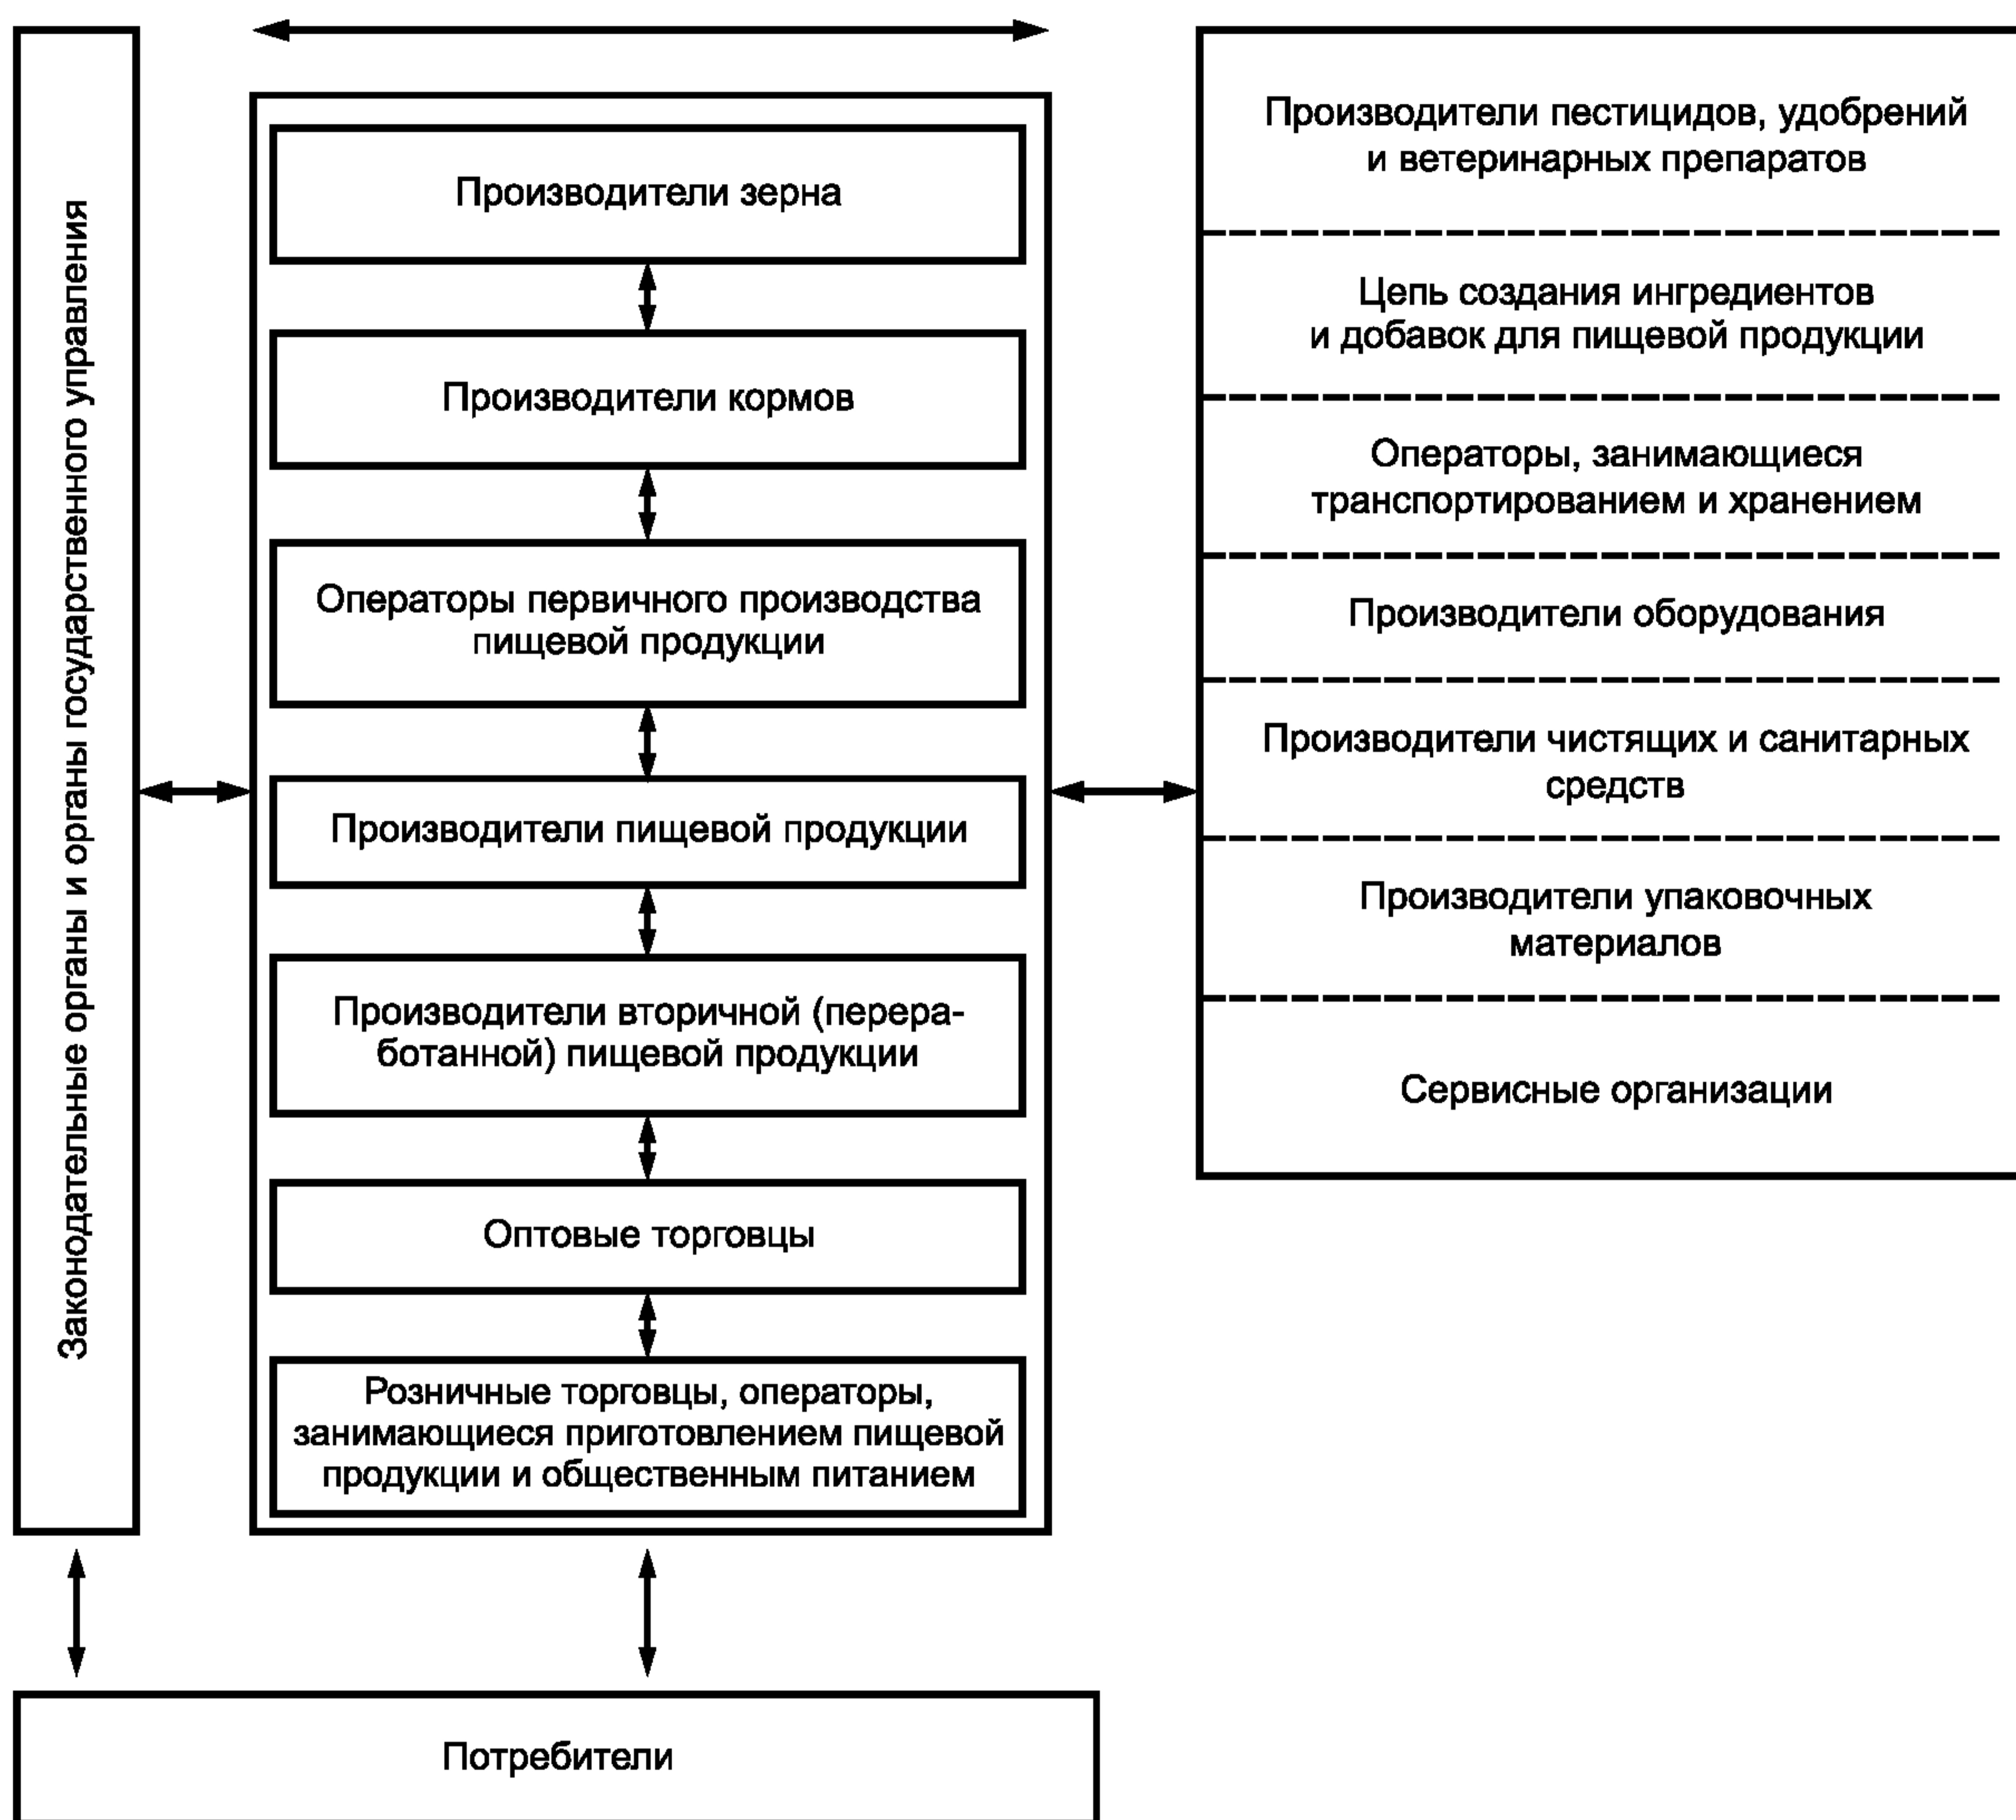 Законодательные органы и органы государственного управления
Производители зерна
Производители кормов
Операторы первичного производства
пищевой продукции
Производители пищевой продукции
Производители вторичной (перера-
ботанной) пищевой продукции
Оптовые торговцы
Розничные торговцы, операторы,
занимающиеся приготовлением пищевой
продукции и общественным питанием
Производители пестицидов, удобрений
и ветеринарных препаратов
Цепь создания ингредиентов
и добавок для пищевой продукции
Операторы, занимающиеся
транспортированием и хранением
Производители оборудования
Производители чистящих и санитарных
средств
Производители упаковочных
материалов
Сервисные организации
Потребители